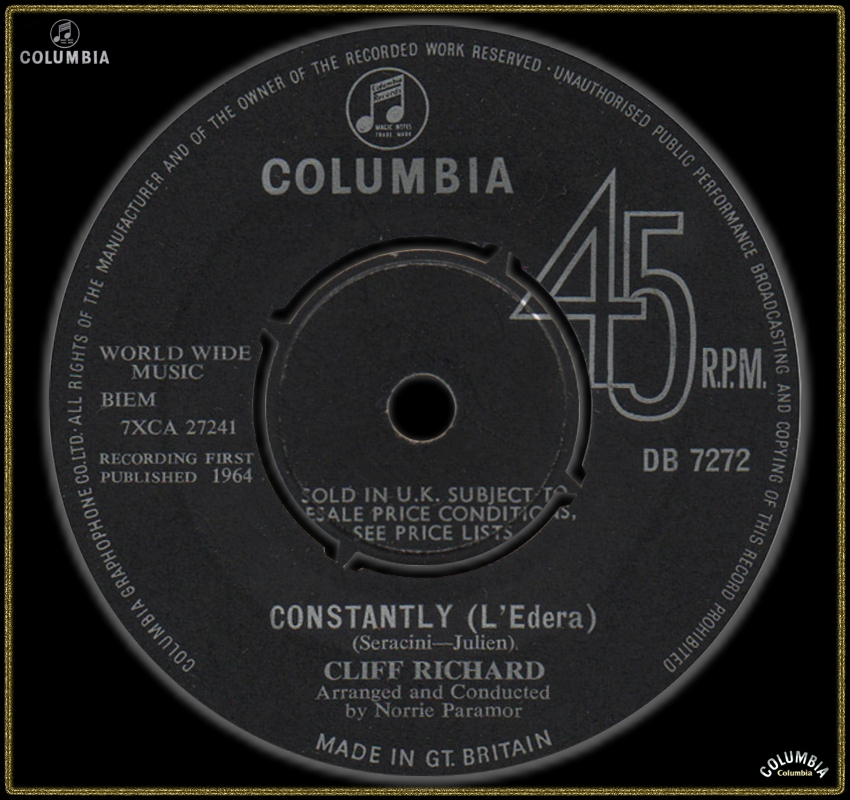 COLUMBIA
COLUMBIA GRAPHOPHONE CO. LTD. · ALL RIGHTS OF THE MANUFACTURER AND OF THE OWNER OF THE RECORDED WORK RESERVED · UNAUTHORISED PUBLIC PERFORMANCE BROADCASTING AND COPYING OF THIS RECORD PROHIBITED
Columbia
Records
MAGIC NOTES
TRADE MARK
COLUMBIA
45 R.P.M.
WORLD WIDE
MUSIC
BIEM
7XCA 27241
RECORDING FIRST
PUBLISHED 1964
DB 7272
SOLD IN U.K. SUBJECT TO
ESALE PRICE CONDITIONS,
SEE PRICE LISTS
CONSTANTLY (L'Edera)
(Seracini—Julien)
CLIFF RICHARD
Arranged and Conducted
by Norrie Paramor
MADE IN GT. BRITAIN
COLUMBIA
Columbia